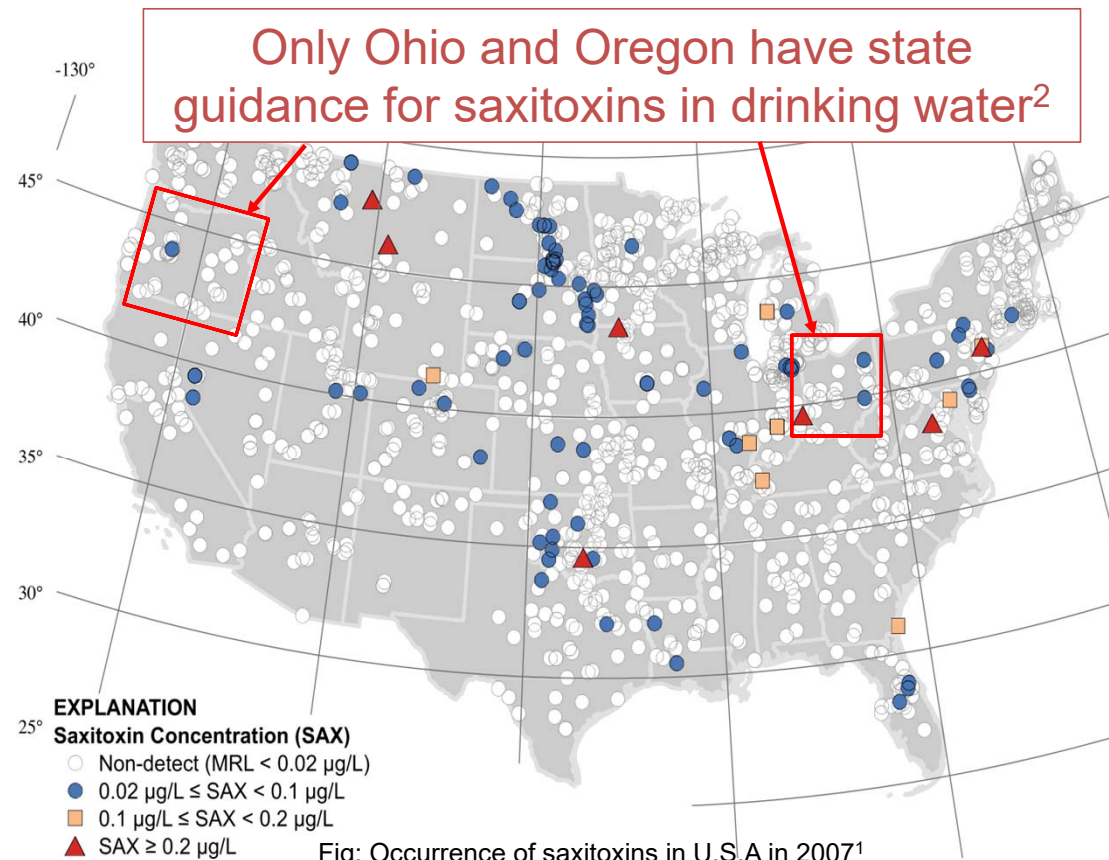 Only Ohio and Oregon have state
guidance for saxitoxins in drinking water²
-130°
45°
40°
35°
30°
25°
EXPLANATION
Saxitoxin Concentration (SAX)
Non-detect (MRL < 0.02 µg/L)
0.02 µg/L ≤ SAX < 0.1 µg/L
0.1 µg/L ≤ SAX < 0.2 µg/L
SAX ≥ 0.2 µg/L
Fig: Occurrence of saxitoxins in U.S.A in 2007¹